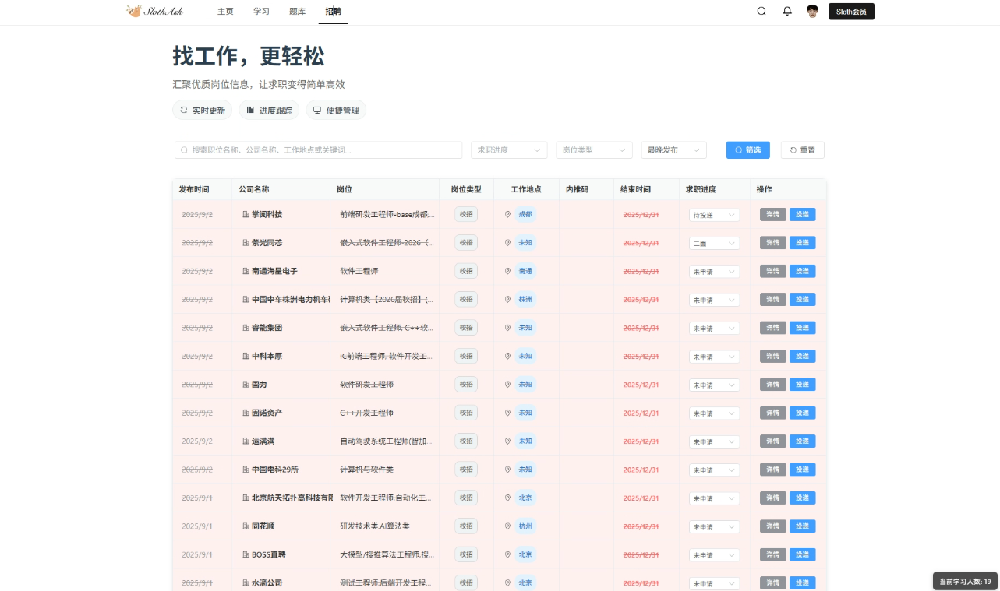 SlothAsh 主页 学习 题库 招聘 Sloth会员
找工作，更轻松
汇聚优质岗位信息，让求职变得简单高效
实时更新 进度跟踪 便捷管理
搜索职位名称、公司名称、工作地点或关键词... 求职进度 岗位类型 最晚发布 筛选 重置
发布时间 公司名称 岗位 岗位类型 工作地点 内推码 结束时间 求职进度 操作
2025/9/2 掌阅科技 前端研发工程师-base成都,... 校招 成都 2025/12/31 待投递 详情 投递
2025/9/2 紫光同芯 嵌入式软件工程师-2026（... 校招 未知 2025/12/31 二面 详情 投递
2025/9/2 南通海星电子 软件工程师 校招 南通 2025/12/31 未申请 详情 投递
2025/9/2 中国中车株洲电力机车 计算机类【2026届秋招】(... 校招 株洲 2025/12/31 未申请 详情 投递
2025/9/2 睿能集团 嵌入式软件工程师, C++软... 校招 未知 2025/12/31 未申请 详情 投递
2025/9/2 中科本原 IC前端工程师, 软件开发工... 校招 未知 2025/12/31 未申请 详情 投递
2025/9/2 国力 软件研发工程师 校招 未知 2025/12/31 未申请 详情 投递
2025/9/2 因诺资产 C++开发工程师 校招 未知 2025/12/31 未申请 详情 投递
2025/9/2 运满满 自动驾驶系统工程师(智加... 校招 未知 2025/12/31 未申请 详情 投递
2025/9/2 中国电科29所 计算机与软件类 校招 未知 2025/12/31 未申请 详情 投递
2025/9/1 北京航天拓扑高科技有限 软件开发工程师,自动化工... 校招 北京 2025/12/31 未申请 详情 投递
2025/9/1 同花顺 研发技术类,AI算法类 校招 杭州 2025/12/31 未申请 详情 投递
2025/9/1 BOSS直聘 大模型/搜推算法工程师,搜... 校招 北京 2025/12/31 未申请 详情 投递
2025/9/1 水滴公司 测试工程师,后端开发工程... 校招 北京 2025/12/31 未申请 详情 投递
当前学习人数: 19